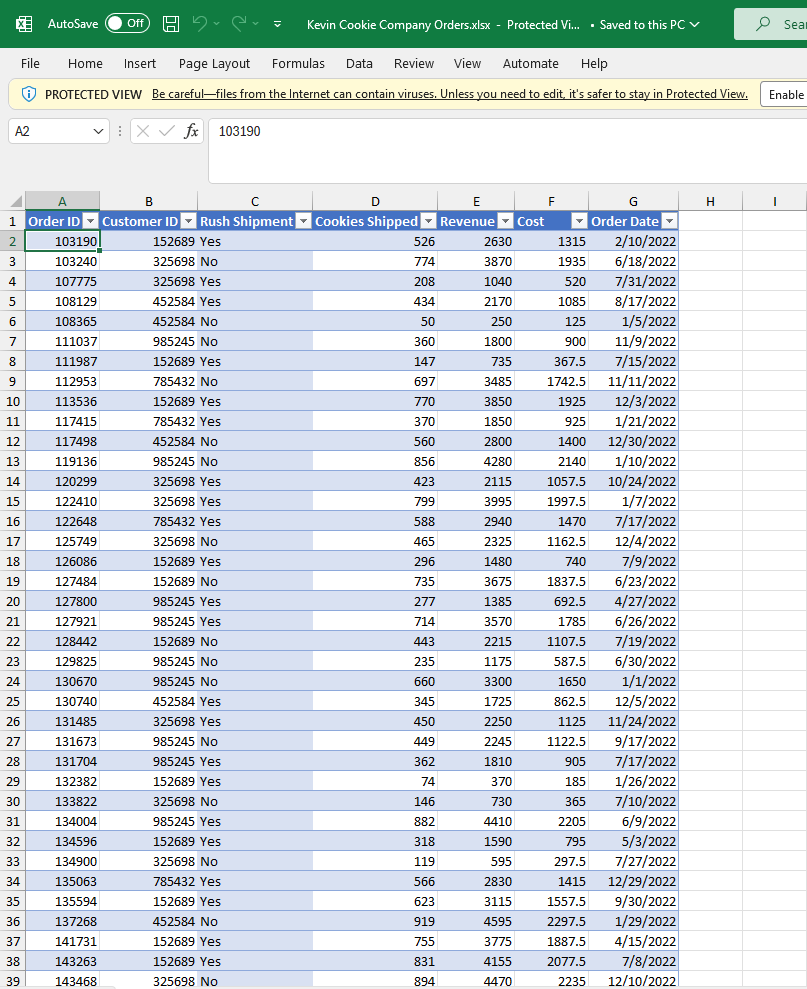 AutoSave Off Kevin Cookie Company Orders.xlsx - Protected Vi... • Saved to this PC Sear
File Home Insert Page Layout Formulas Data Review View Automate Help
PROTECTED VIEW Be careful—files from the Internet can contain viruses. Unless you need to edit, it's safer to stay in Protected View. Enable
A2 fx 103190
A B C D E F G H I
1 Order ID Customer ID Rush Shipment Cookies Shipped Revenue Cost Order Date
2 103190 152689 Yes 526 2630 1315 2/10/2022
3 103240 325698 No 774 3870 1935 6/18/2022
4 107775 325698 Yes 208 1040 520 7/31/2022
5 108129 452584 Yes 434 2170 1085 8/17/2022
6 108365 452584 No 50 250 125 1/5/2022
7 111037 985245 No 360 1800 900 11/9/2022
8 111987 152689 Yes 147 735 367.5 7/15/2022
9 112953 785432 No 697 3485 1742.5 11/11/2022
10 113536 152689 Yes 770 3850 1925 12/3/2022
11 117415 785432 Yes 370 1850 925 1/21/2022
12 117498 452584 No 560 2800 1400 12/30/2022
13 119136 985245 No 856 4280 2140 1/10/2022
14 120299 325698 Yes 423 2115 1057.5 10/24/2022
15 122410 325698 Yes 799 3995 1997.5 1/7/2022
16 122648 785432 Yes 588 2940 1470 7/17/2022
17 125749 325698 No 465 2325 1162.5 12/4/2022
18 126086 152689 Yes 296 1480 740 7/9/2022
19 127484 152689 No 735 3675 1837.5 6/23/2022
20 127800 985245 Yes 277 1385 692.5 4/27/2022
21 127921 985245 Yes 714 3570 1785 6/26/2022
22 128442 152689 No 443 2215 1107.5 7/19/2022
23 129825 985245 No 235 1175 587.5 6/30/2022
24 130670 985245 No 660 3300 1650 1/1/2022
25 130740 452584 Yes 345 1725 862.5 12/5/2022
26 131485 325698 Yes 450 2250 1125 11/24/2022
27 131673 985245 No 449 2245 1122.5 9/17/2022
28 131704 985245 Yes 362 1810 905 7/17/2022
29 132382 152689 Yes 74 370 185 1/26/2022
30 133822 325698 No 146 730 365 7/10/2022
31 134004 985245 Yes 882 4410 2205 6/9/2022
32 134596 152689 Yes 318 1590 795 5/3/2022
33 134900 325698 No 119 595 297.5 7/27/2022
34 135063 785432 Yes 566 2830 1415 12/29/2022
35 135594 152689 Yes 623 3115 1557.5 9/30/2022
36 137268 452584 No 919 4595 2297.5 1/29/2022
37 141731 152689 Yes 755 3775 1887.5 4/15/2022
38 143263 152689 Yes 831 4155 2077.5 7/8/2022
39 143468 325698 No 894 4470 2235 12/10/2022